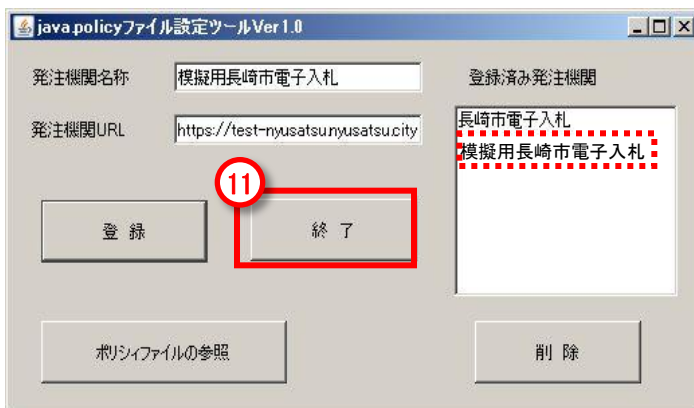 java.policyファイル設定ツールVer1.0
発注機関名称
模擬用長崎市電子入札
登録済み発注機関
発注機関URL
https://test-nyusatsu.nyusatsu.city
長崎市電子入札
模擬用長崎市電子入札
⑪
登 録
終 了
ポリシィファイルの参照
削 除